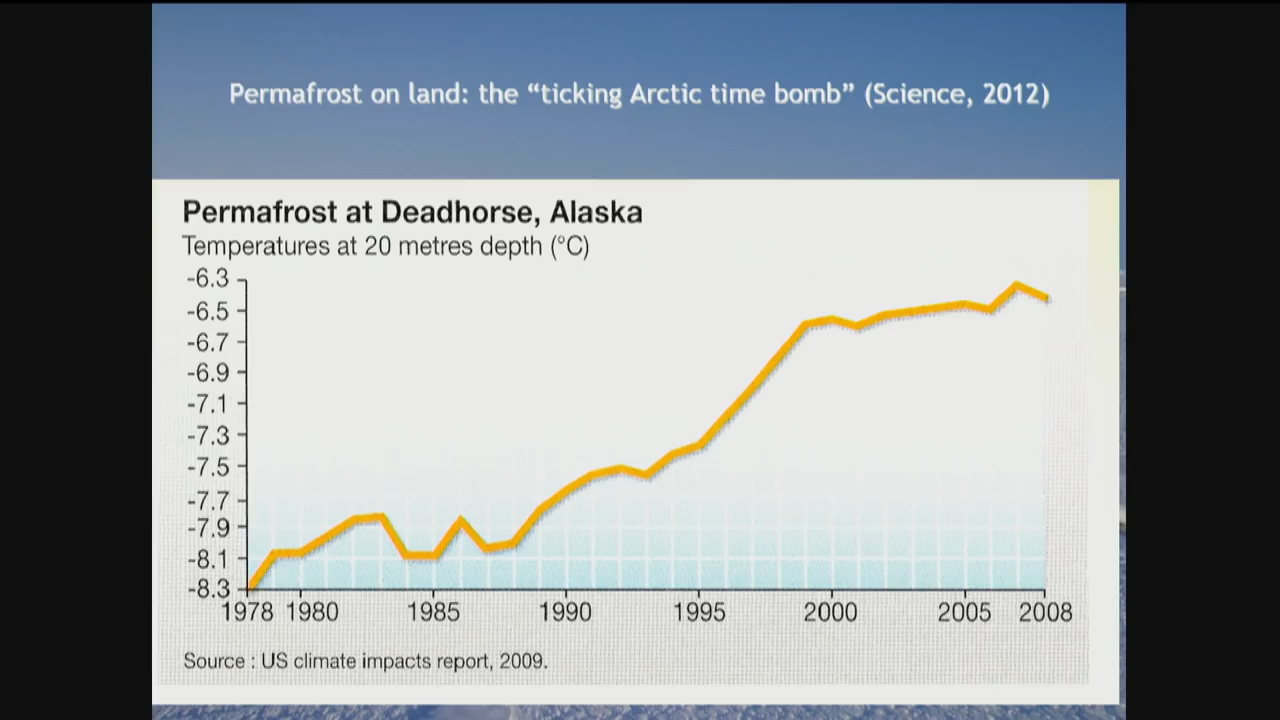 Permafrost on land: the “ticking Arctic time bomb” (Science, 2012)
Permafrost at Deadhorse, Alaska
Temperatures at 20 metres depth (°C)
-6.3
-6.5
-6.7
-6.9
-7.1
-7.3
-7.5
-7.7
-7.9
-8.1
-8.3
1978 1980 1985 1990 1995 2000 2005 2008
Source : US climate impacts report, 2009.